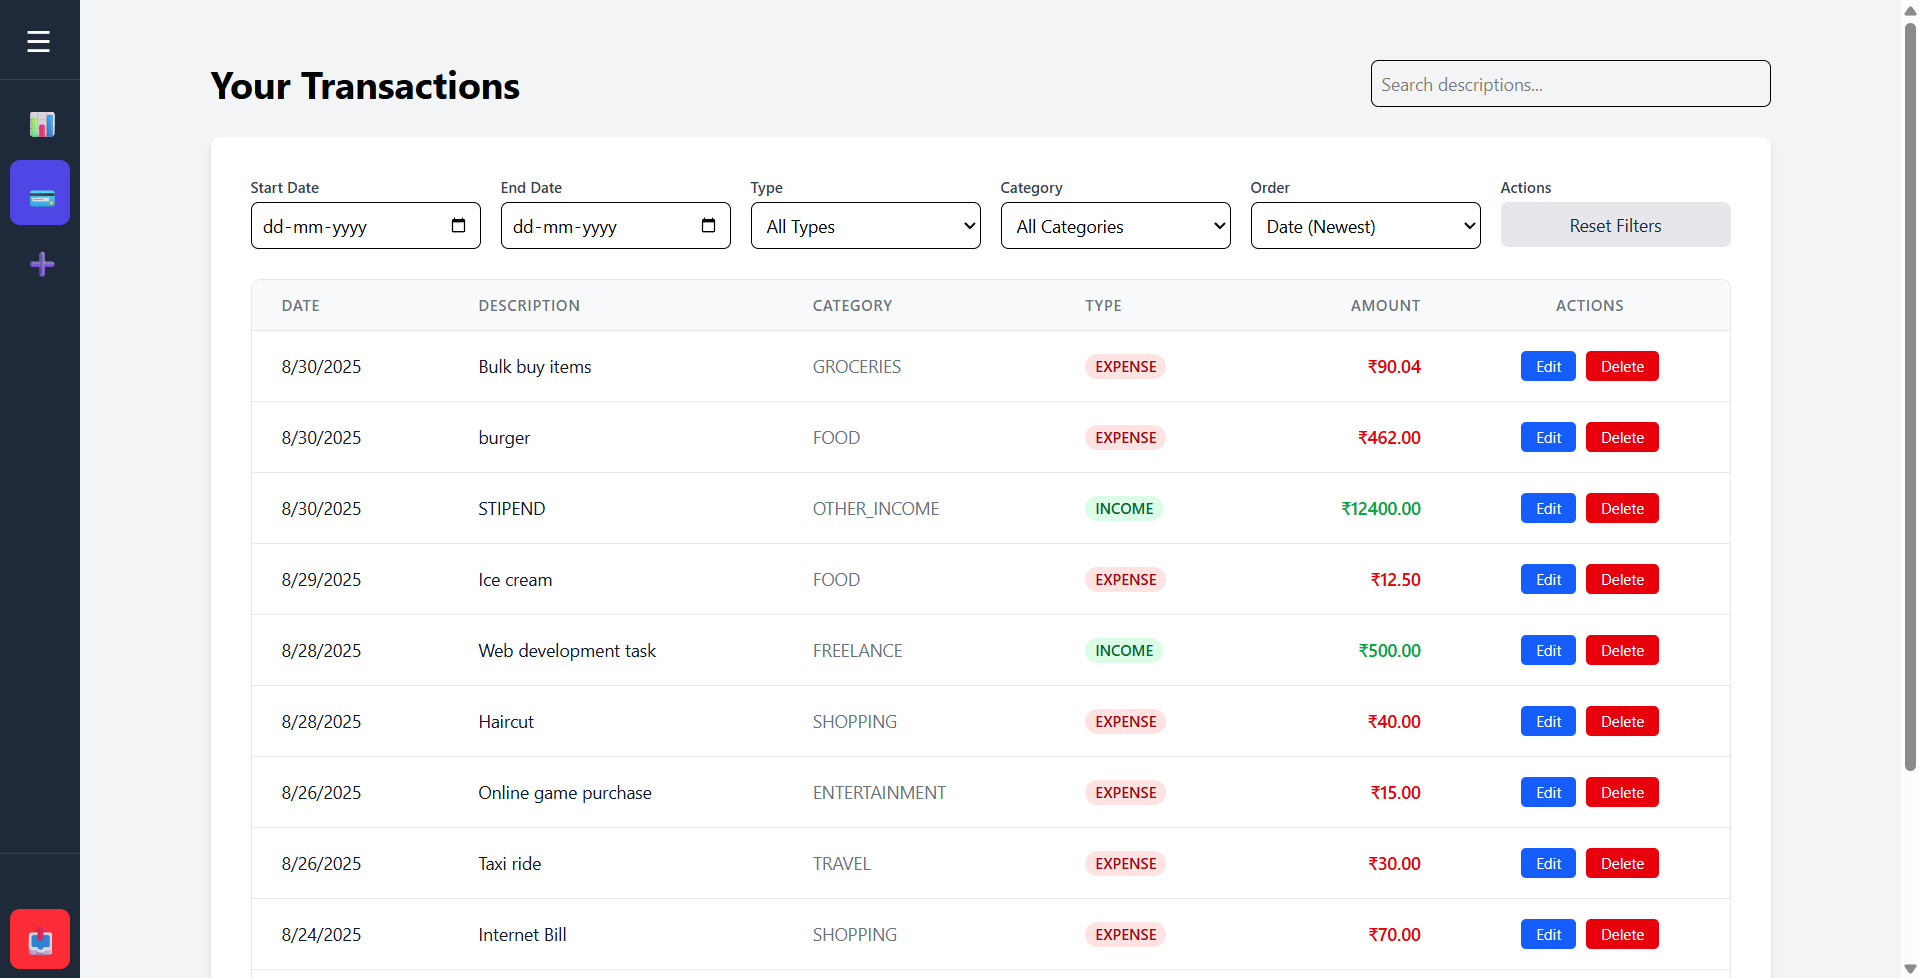 Your Transactions
Search descriptions...
Start Date End Date Type Category Order Actions
dd-mm-yyyy dd-mm-yyyy All Types All Categories Date (Newest) Reset Filters
DATE DESCRIPTION CATEGORY TYPE AMOUNT ACTIONS
8/30/2025 Bulk buy items GROCERIES EXPENSE ₹90.04 Edit Delete
8/30/2025 burger FOOD EXPENSE ₹462.00 Edit Delete
8/30/2025 STIPEND OTHER_INCOME INCOME ₹12400.00 Edit Delete
8/29/2025 Ice cream FOOD EXPENSE ₹12.50 Edit Delete
8/28/2025 Web development task FREELANCE INCOME ₹500.00 Edit Delete
8/28/2025 Haircut SHOPPING EXPENSE ₹40.00 Edit Delete
8/26/2025 Online game purchase ENTERTAINMENT EXPENSE ₹15.00 Edit Delete
8/26/2025 Taxi ride TRAVEL EXPENSE ₹30.00 Edit Delete
8/24/2025 Internet Bill SHOPPING EXPENSE ₹70.00 Edit Delete